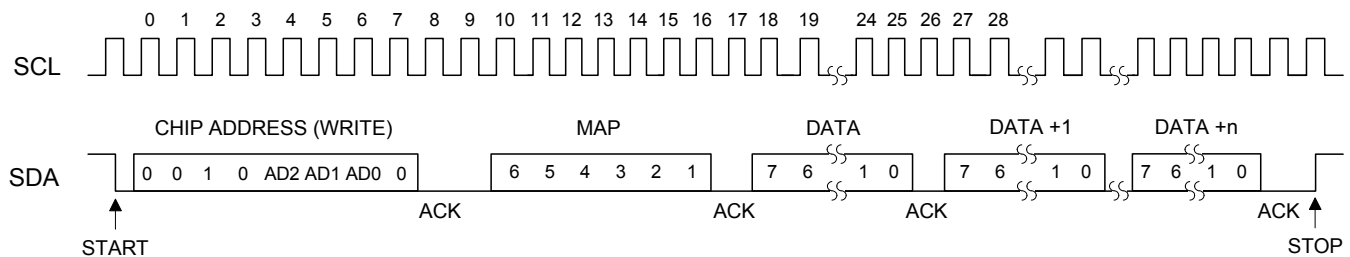 0 1 2 3 4 5 6 7 8 9 10 11 12 13 14 15 16 17 18 19 24 25 26 27 28
SCL
CHIP ADDRESS (WRITE) MAP DATA DATA +1 DATA +n
SDA
0 0 1 0 AD2 AD1 AD0 0 6 5 4 3 2 1 7 6 1 0 7 6 1 0 7 6 1 0
ACK ACK ACK ACK
START STOP